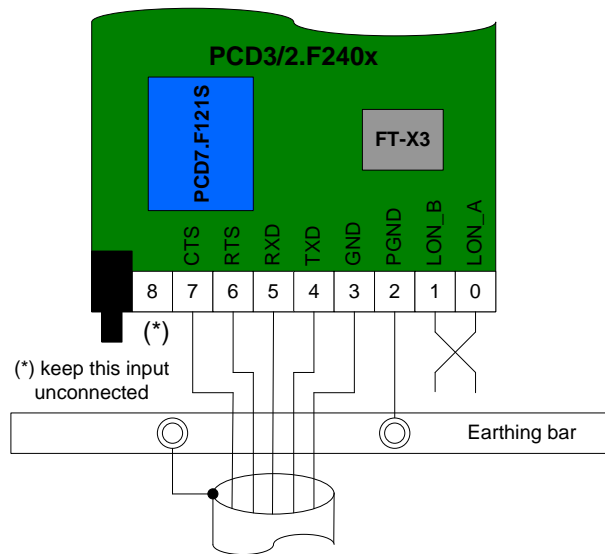 PCD3/2.F240x
PCD7.F121S
FT-X3
CTS
RTS
RXD
TXD
GND
PGND
LON_B
LON_A
8 7 6 5 4 3 2 1 0
(*)
(*) keep this input
unconnected
Earthing bar